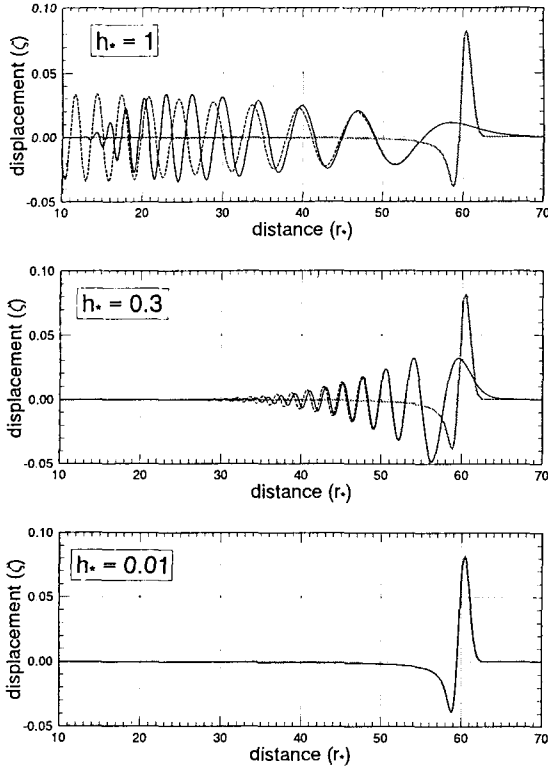 0.10
h* = 1
displacement (ζ)
0.05
0.00
-0.05
10 20 30 40 50 60 70
distance (r*)
0.10
h* = 0.3
displacement (ζ)
0.05
0.00
-0.05
10 20 30 40 50 60 70
distance (r*)
0.10
h* = 0.01
displacement (ζ)
0.05
0.00
-0.05
10 20 30 40 50 60 70
distance (r*)